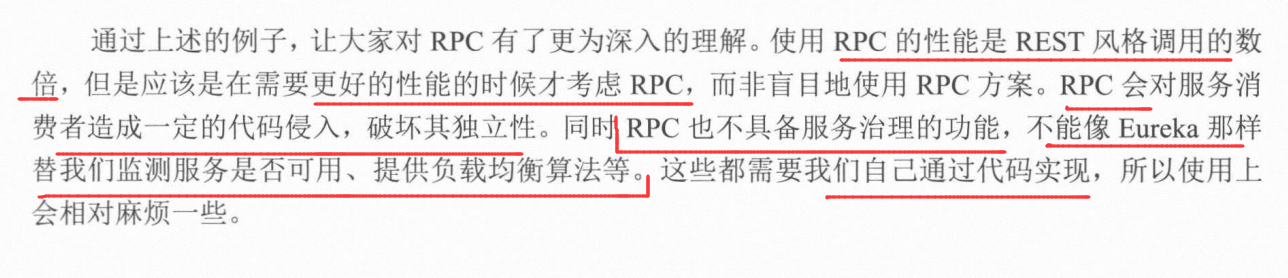 通过上述的例子，让大家对 RPC 有了更为深入的理解。使用 RPC 的性能是 REST 风格调用的数
倍，但是应该是在需要更好的性能的时候才考虑 RPC，而非盲目地使用 RPC 方案。RPC 会对服务消
费者造成一定的代码侵入，破坏其独立性。同时 RPC 也不具备服务治理的功能，不能像 Eureka 那样
替我们监测服务是否可用、提供负载均衡算法等。这些都需要我们自己通过代码实现，所以使用上
会相对麻烦一些。